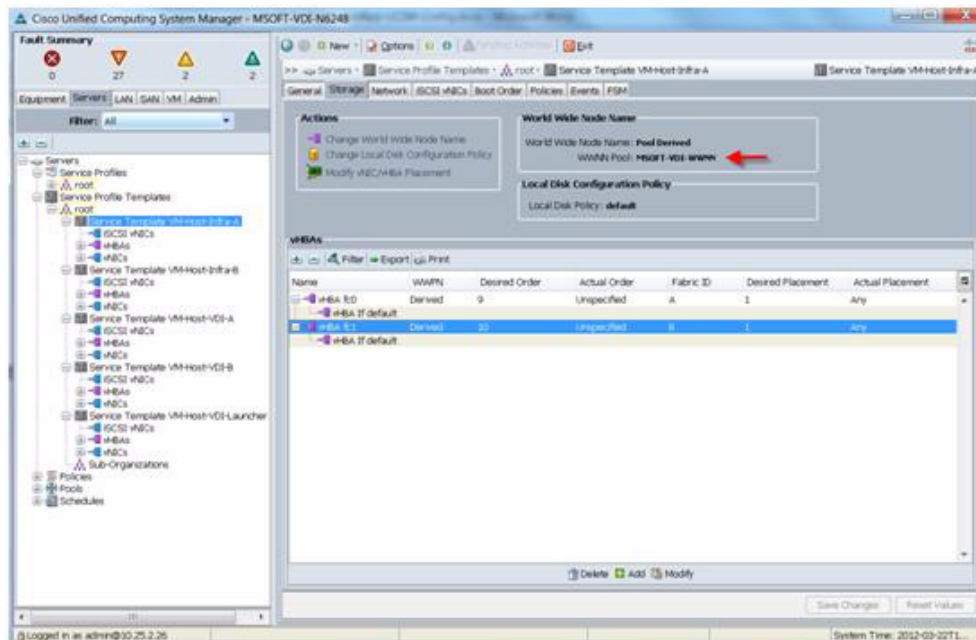 Cisco Unified Computing System Manager - MSOFT-VDI-N6248
Fault Summary
0 27 2 2
Equipment Servers LAN SAN VM Admin
Filter: All
Servers
Service Profiles
root
Service Profile Templates
root
Service Template VM-Host-Infra-A
iSCSI vNICs
vHBAs
vNICs
Service Template VM-Host-Infra-B
iSCSI vNICs
vHBAs
vNICs
Service Template VM-Host-VDI-A
iSCSI vNICs
vHBAs
vNICs
Service Template VM-Host-VDI-B
iSCSI vNICs
vHBAs
vNICs
Service Template VM-Host-VDI-Launcher
iSCSI vNICs
vHBAs
vNICs
Sub-Organizations
Policies
Pools
Schedules
Logged in as admin@10.25.2.26
New Options Exit
>> Servers Service Profile Templates root Service Template VM-Host-Infra-A Service Template VM-Host-Infra-A
General Storage Network iSCSI vNICs Boot Order Policies Events FSM
Actions
Change World Wide Node Name
Change Local Disk Configuration Policy
Modify vNIC/vHBA Placement
World Wide Node Name
World Wide Node Name: Pool Derived
WWNN Pool: MSOFT-VDI-WWNN
Local Disk Configuration Policy
Local Disk Policy: default
vHBAs
Filter Export Print
Name WWPN Desired Order Actual Order Fabric ID Desired Placement Actual Placement
vHBA fc0 Derived 9 Unspecified A 1 Any
vHBA If default
vHBA fc1 Derived 10 Unspecified B 1 Any
vHBA If default
Delete Add Modify
Save Changes Reset Values
System Time: 2012-03-22T1...